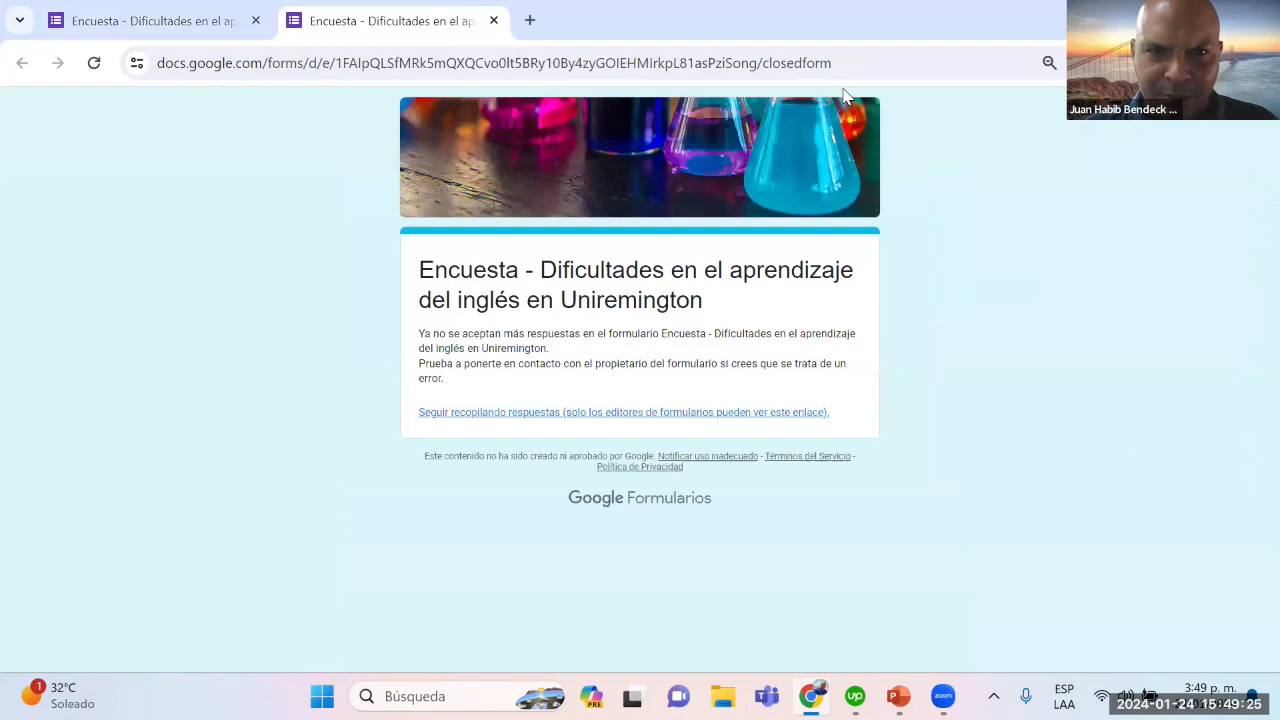 Encuesta - Dificultades en el ap
Encuesta - Dificultades en el ap
docs.google.com/forms/d/e/1FAIpQLSfMRk5mQXQCvo0lt5BRy10By4zyGOIEHMIrkpL81asPziSong/closedform
Juan Habib Bendeck ...
Encuesta - Dificultades en el aprendizaje
del inglés en Uniremington
Ya no se aceptan más respuestas en el formulario Encuesta - Dificultades en el aprendizaje
del inglés en Uniremington.
Prueba a ponerte en contacto con el propietario del formulario si crees que se trata de un
error.
Seguir recopilando respuestas (solo los editores de formularios pueden ver este enlace).
Este contenido no ha sido creado ni aprobado por Google. Notificar uso inadecuado - Términos del Servicio -
Política de Privacidad
Google Formularios
1
32°C
Soleado
Búsqueda
PRE
up
P
zoom
ESP
LAA
3:49 p. m.
2024-01-24 15:49:25